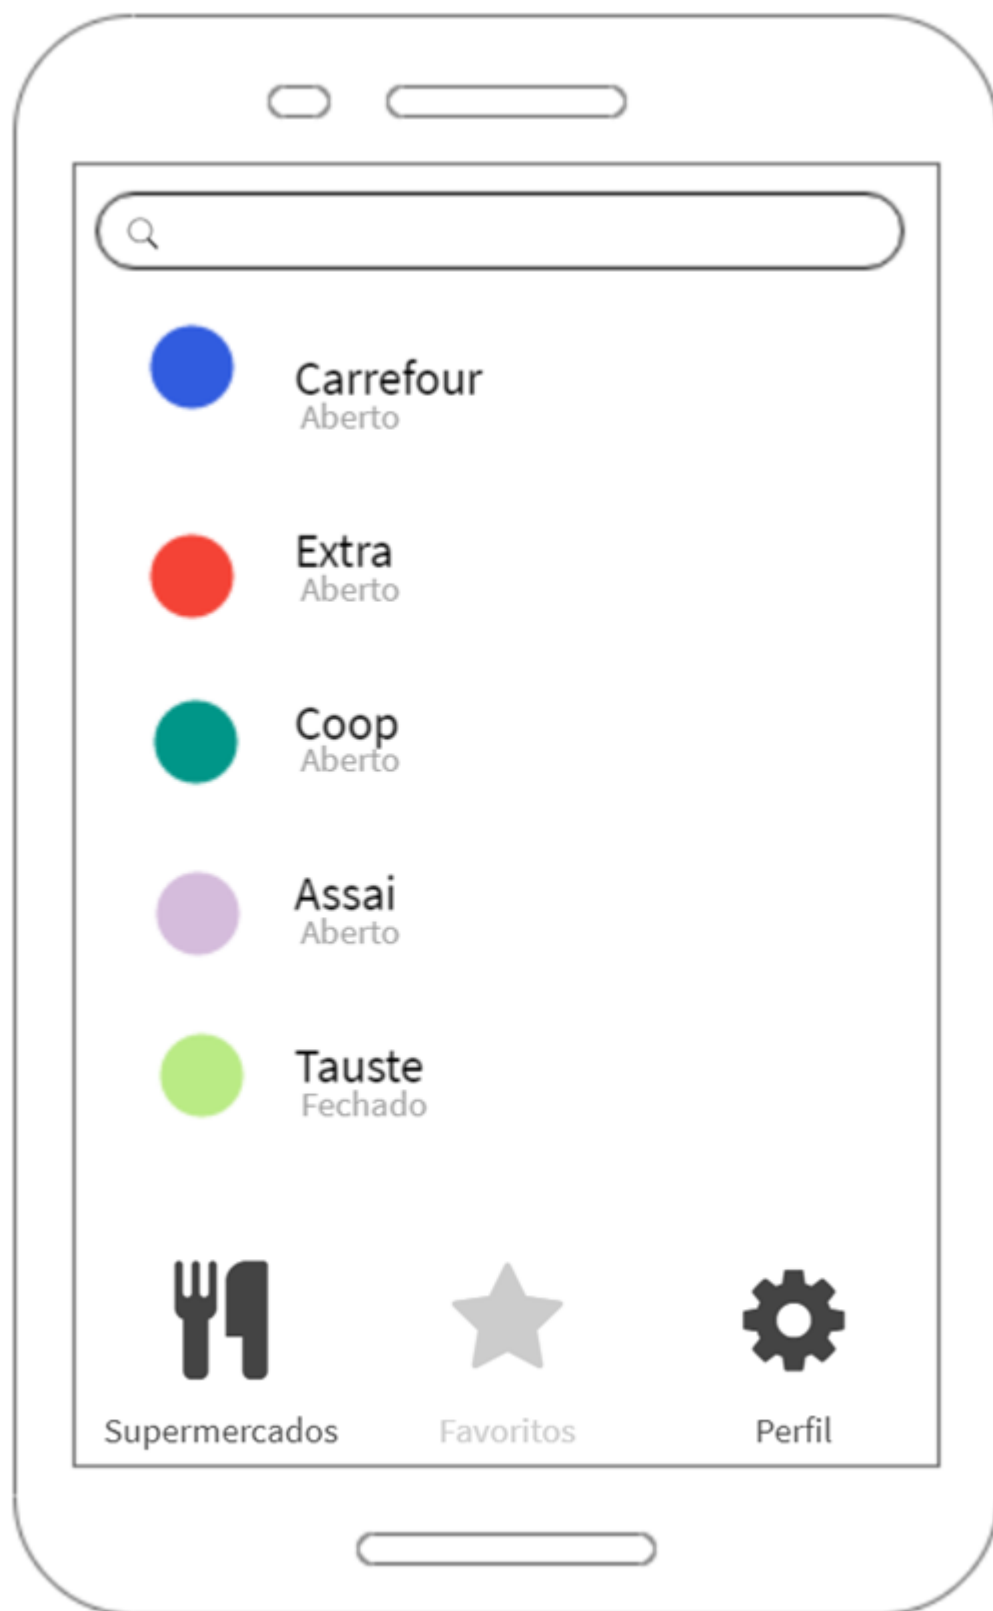 Carrefour
Aberto
Extra
Aberto
Coop
Aberto
Assai
Aberto
Tauste
Fechado
Supermercados
Favoritos
Perfil